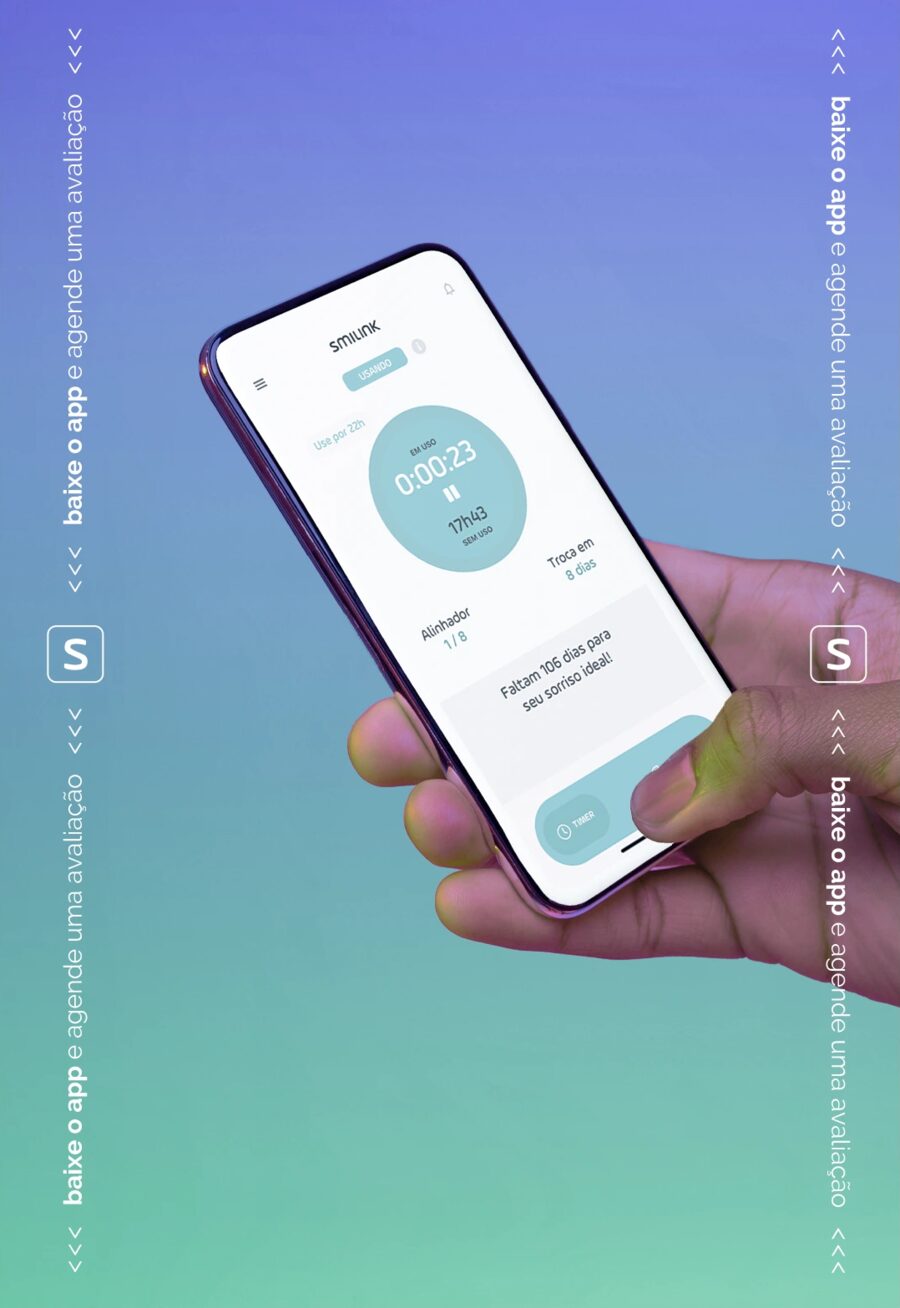 <<< baixe o app e agende uma avaliação <<<
S
<<< baixe o app e agende uma avaliação <<<
SMILINK
USANDO
i
Use por 22h
EM USO
0:00:23
17h43
SEM USO
Alinhador
1 / 8
Troca em
8 dias
Faltam 106 dias para
seu sorriso ideal!
TIMER
<<< baixe o app e agende uma avaliação <<<
S
<<< baixe o app e agende uma avaliação <<<